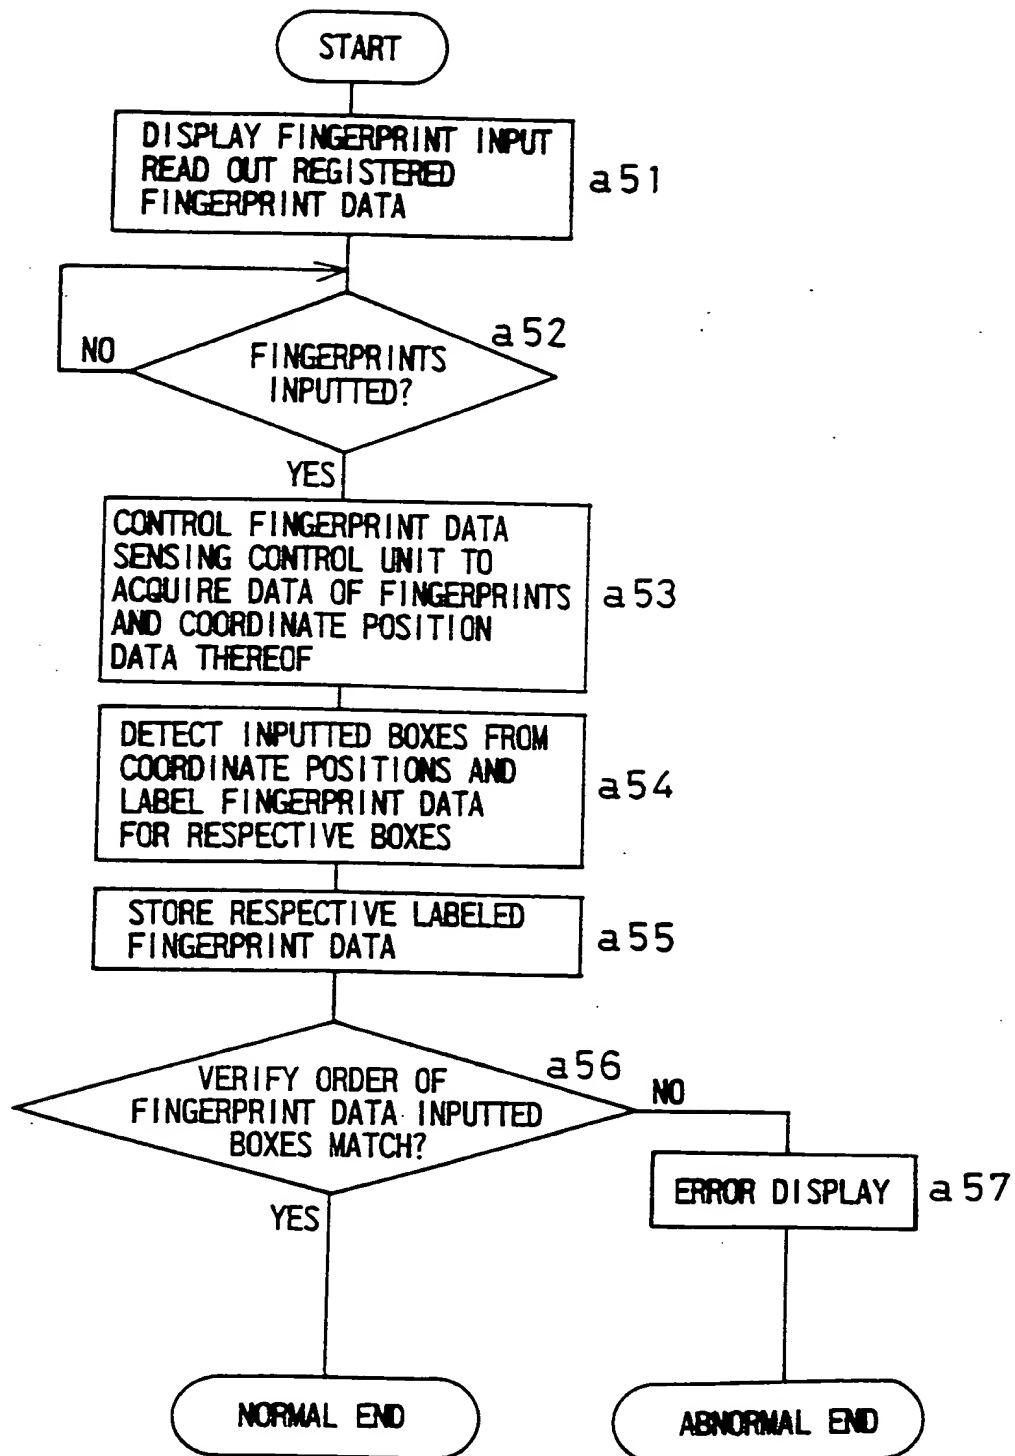 START
DISPLAY FINGERPRINT INPUT
READ OUT REGISTERED
FINGERPRINT DATA
a51
a52
NO
FINGERPRINTS
INPUTTED?
YES
CONTROL FINGERPRINT DATA
SENSING CONTROL UNIT TO
ACQUIRE DATA OF FINGERPRINTS
AND COORDINATE POSITION
DATA THEREOF
a53
DETECT INPUTTED BOXES FROM
COORDINATE POSITIONS AND
LABEL FINGERPRINT DATA
FOR RESPECTIVE BOXES
a54
STORE RESPECTIVE LABELED
FINGERPRINT DATA
a55
a56
VERIFY ORDER OF
FINGERPRINT DATA INPUTTED
BOXES MATCH?
NO
YES
ERROR DISPLAY
a57
NORMAL END
ABNORMAL END